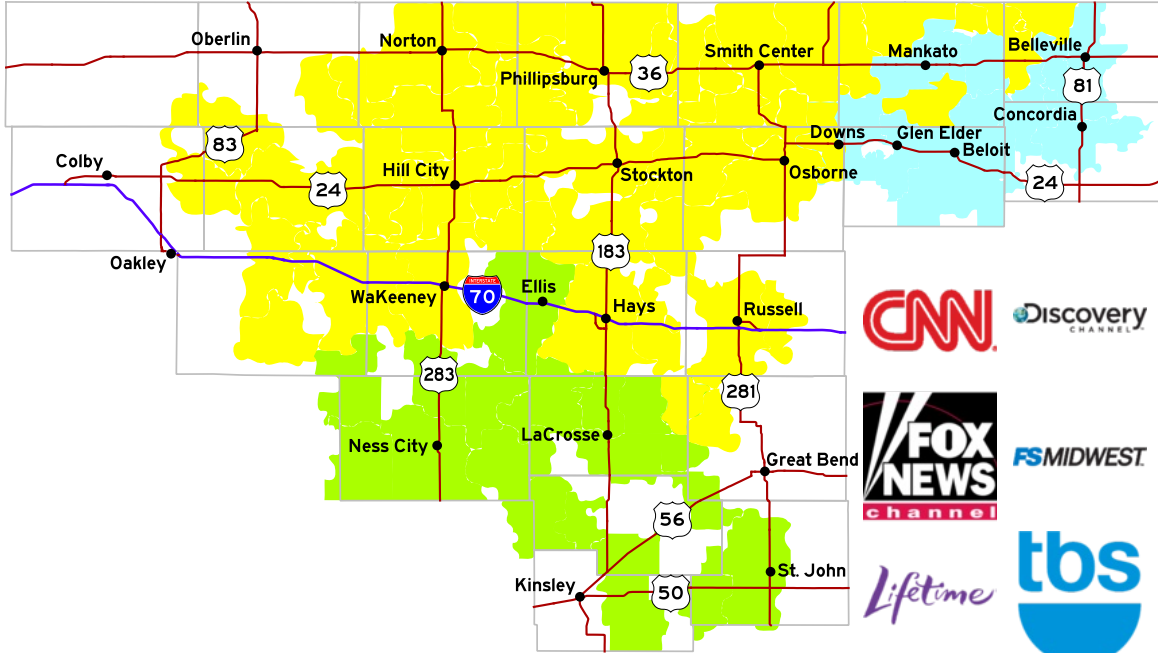 Oberlin
Norton
Smith Center
Mankato
Belleville
Phillipsburg
36
81
Concordia
83
Downs
Glen Elder
Beloit
Colby
Hill City
Stockton
Osborne
24
24
183
Oakley
WaKeeney
INTERSTATE
70
Ellis
Hays
Russell
CNN
Discovery
CHANNEL
283
281
Ness City
LaCrosse
Great Bend
FOX
NEWS
channel
FSMIDWEST
56
Kinsley
50
St. John
Lifetime
tbs